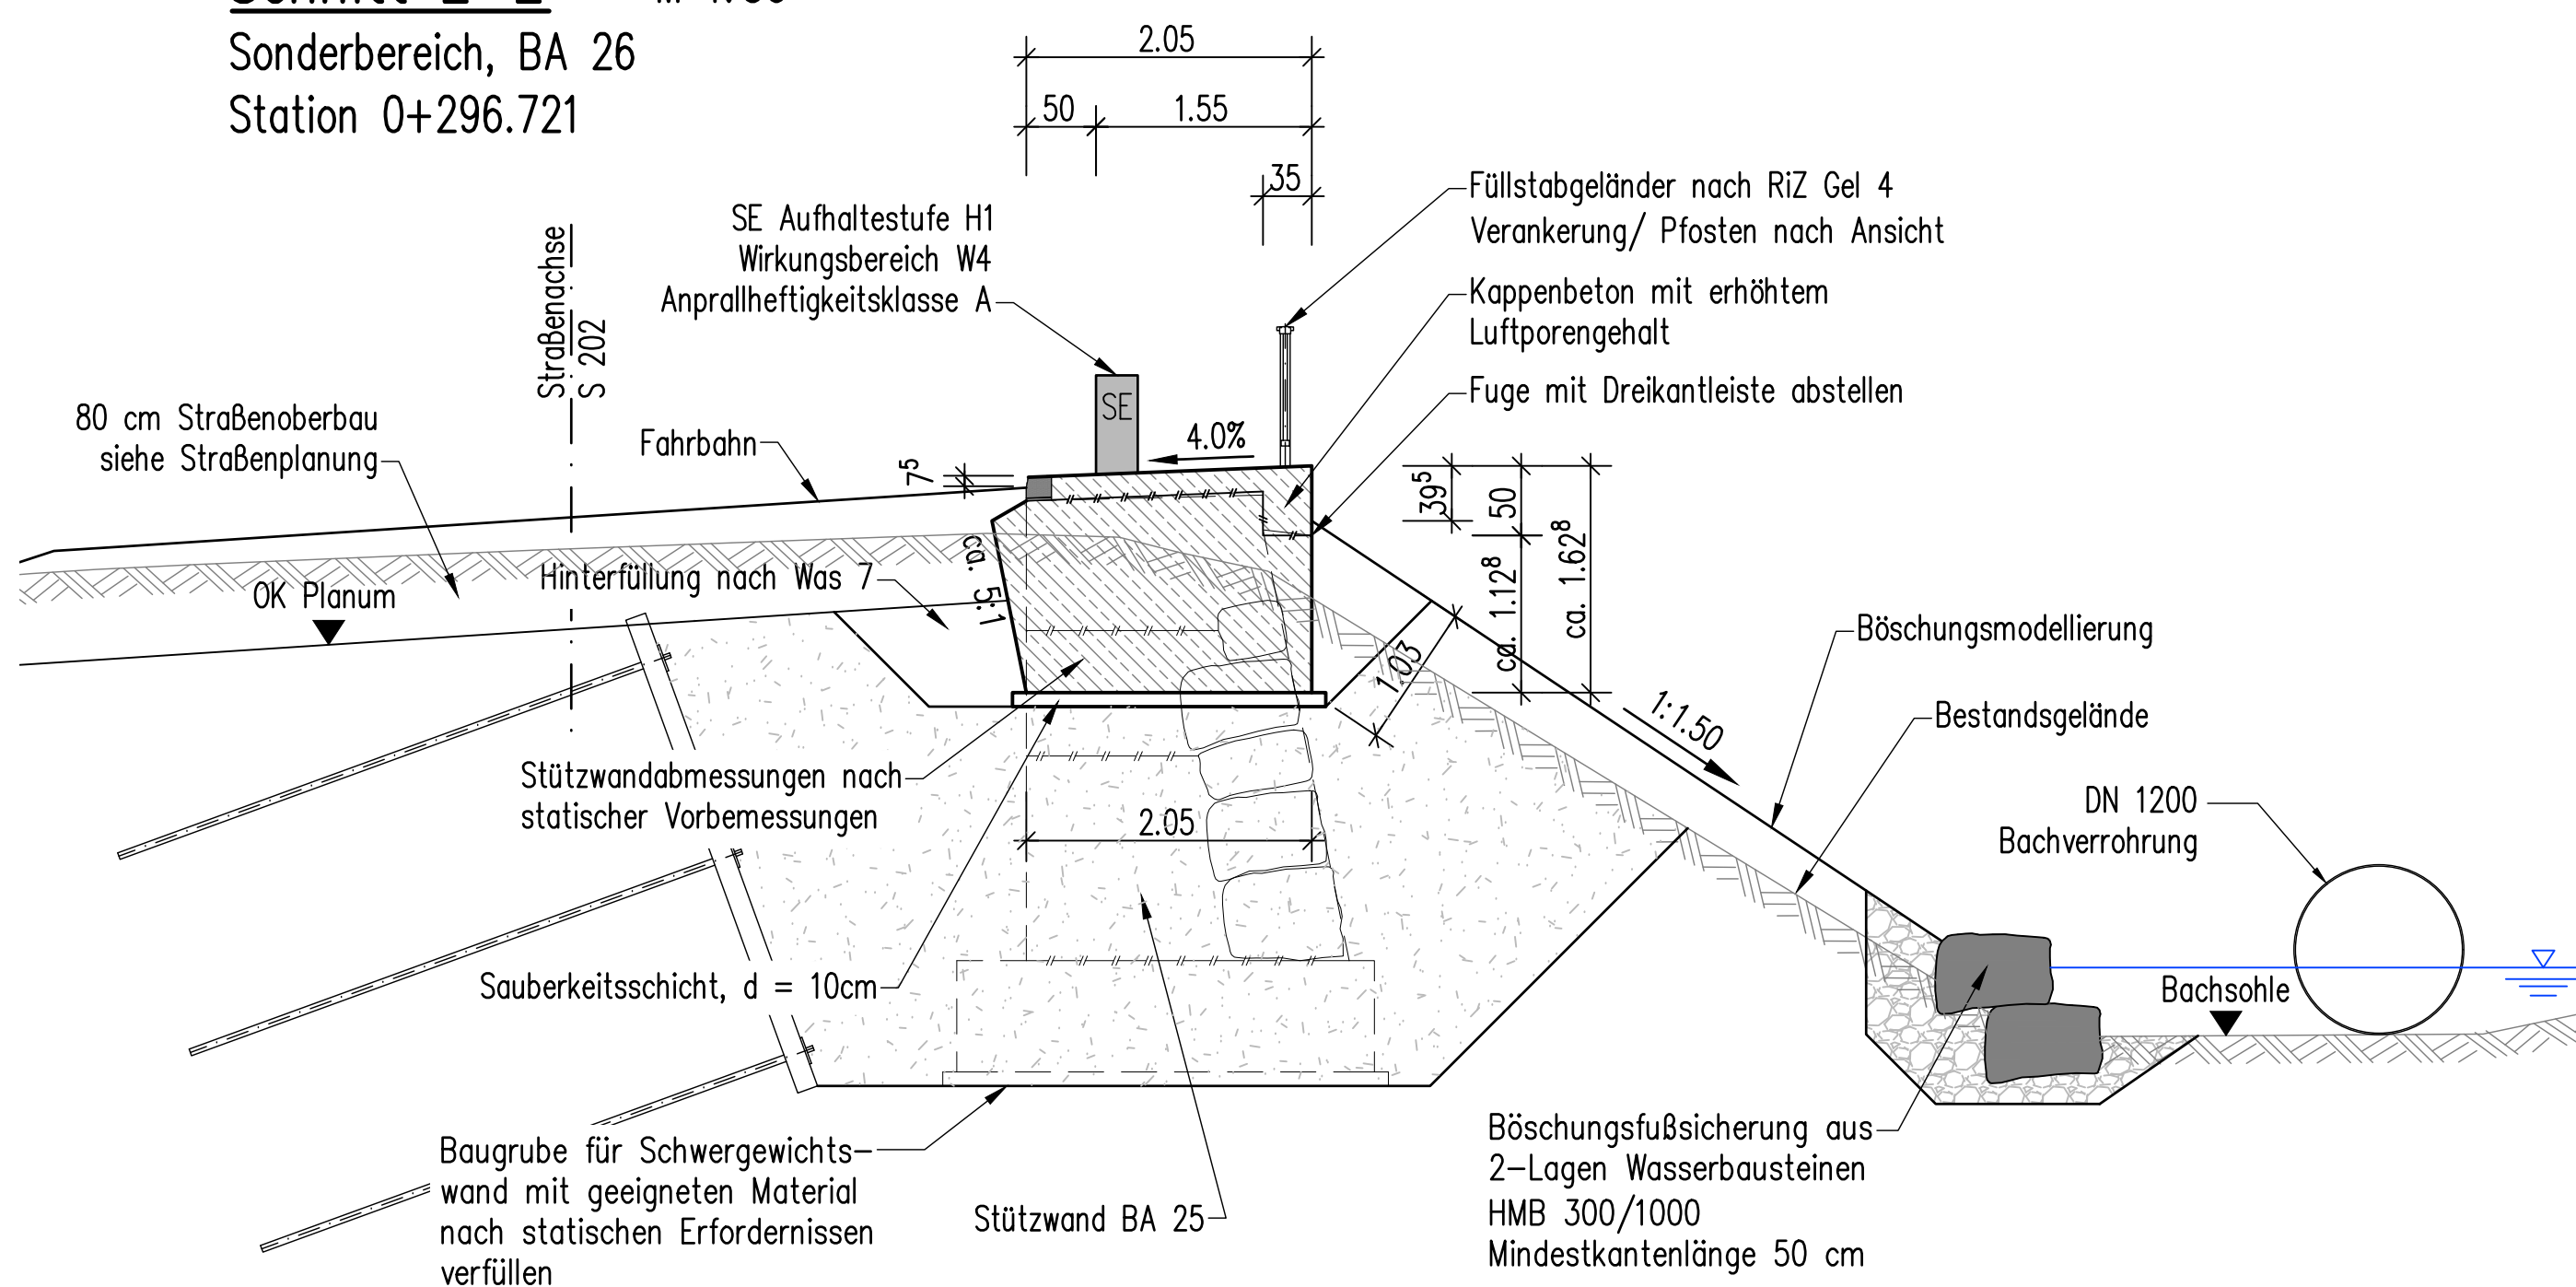 Sonderbereich, BA 26
Station 0+296.721
2.05
50
1.55
35
SE Aufhaltestufe H1
Wirkungsbereich W4
Anprallheftigkeitsklasse A
Füllstabgeländer nach RiZ Gel 4
Verankerung/ Pfosten nach Ansicht
Kappenbeton mit erhöhtem
Luftporengehalt
Fuge mit Dreikantleiste abstellen
Straßenachse
S 202
80 cm Straßenoberbau
siehe Straßenplanung
Fahrbahn
SE
4.0%
7⁵
39⁵
50
ca. 1.12⁸
ca. 1.62⁸
OK Planum
Hinterfüllung nach Was 7
ca. 5:1
1.03
1:1.50
Böschungsmodellierung
Bestandsgelände
DN 1200
Bachverrohrung
Stützwandabmessungen nach
statischer Vorbemessungen
2.05
Sauberkeitsschicht, d = 10cm
Bachsohle
Baugrube für Schwergewichts-
wand mit geeigneten Material
nach statischen Erfordernissen
verfüllen
Stützwand BA 25
Böschungsfußsicherung aus
2-Lagen Wasserbausteinen
HMB 300/1000
Mindestkantenlänge 50 cm